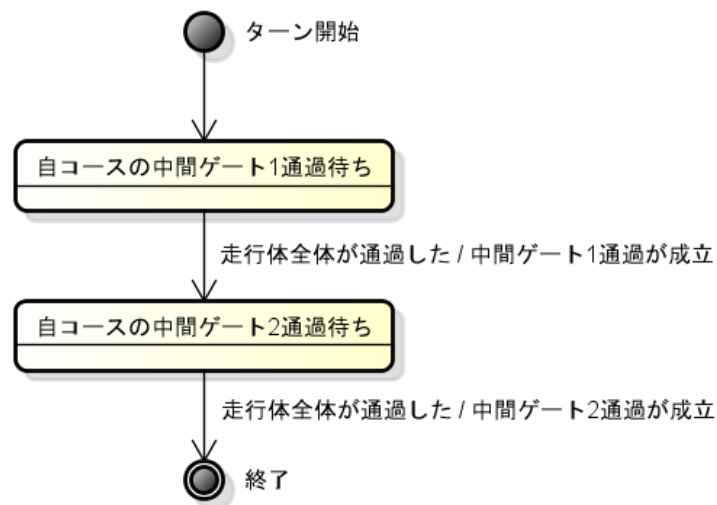 ターン開始
自コースの中間ゲート1通過待ち
走行体全体が通過した / 中間ゲート1通過が成立
自コースの中間ゲート2通過待ち
走行体全体が通過した / 中間ゲート2通過が成立
終了